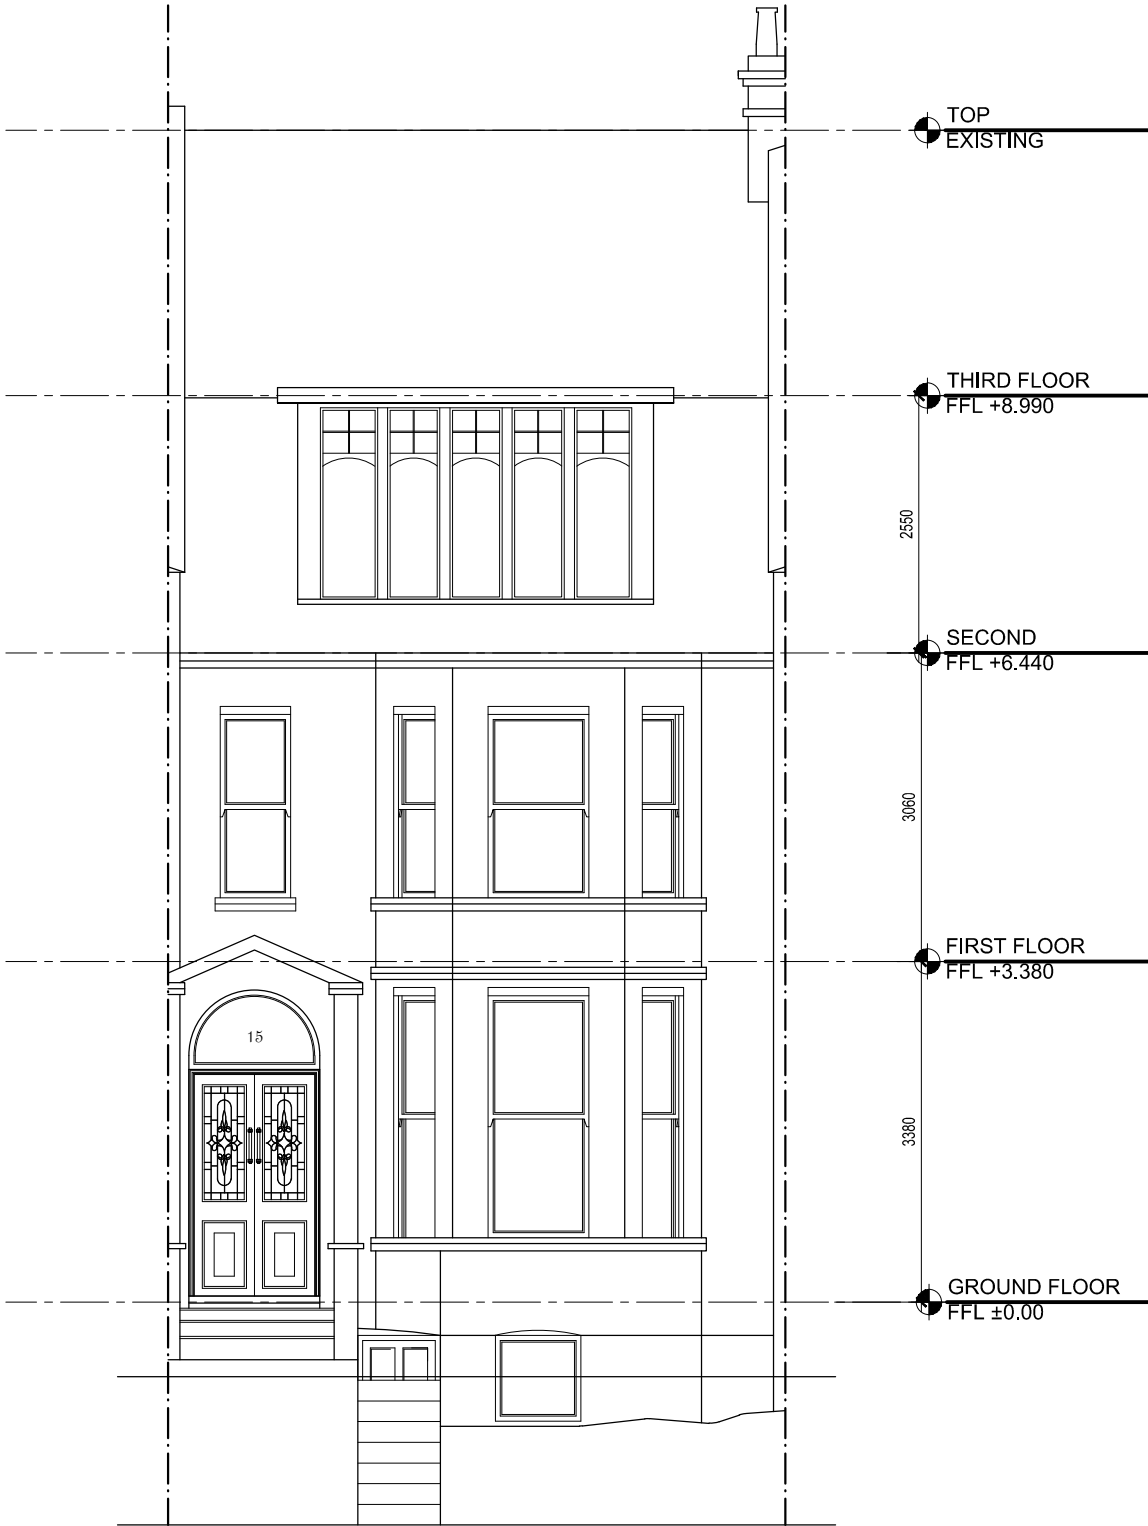 TOP
EXISTING
THIRD FLOOR
FFL +8.990
2550
SECOND
FFL +6.440
3060
FIRST FLOOR
FFL +3.380
15
3380
GROUND FLOOR
FFL ±0.00